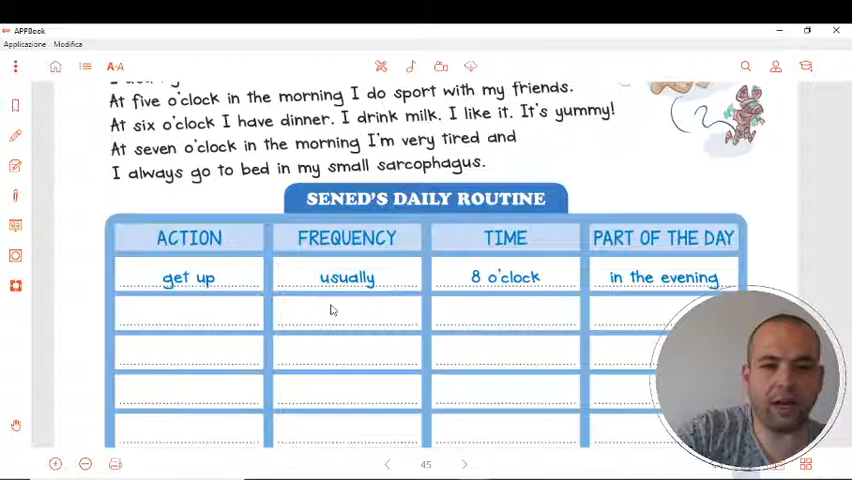 APPBook
Applicazione Modifica
A-A
At five o'clock in the morning I do sport with my friends.
At six o'clock I have dinner. I drink milk. I like it. It's yummy!
At seven o'clock in the morning I'm very tired and
I always go to bed in my small sarcophagus.
SENED'S DAILY ROUTINE
ACTION FREQUENCY TIME PART OF THE DAY
get up usually 8 o'clock in the evening
45